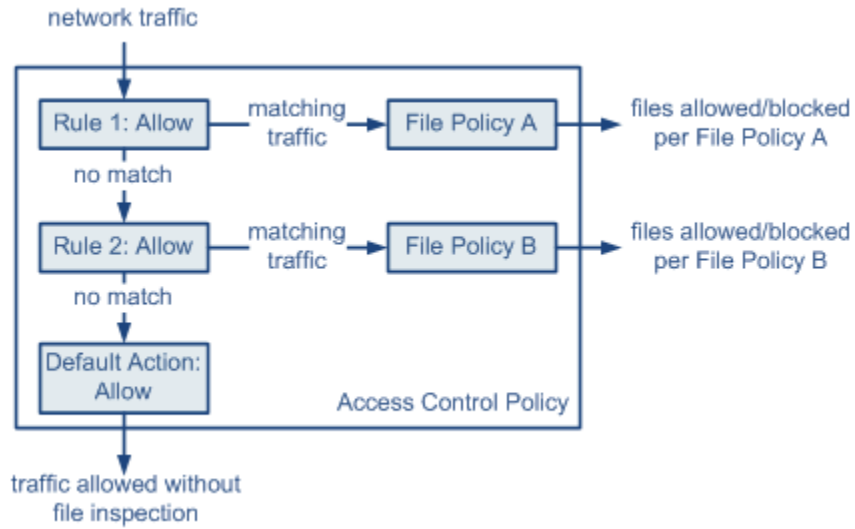 network traffic
Rule 1: Allow
matching
traffic
File Policy A
files allowed/blocked
per File Policy A
no match
Rule 2: Allow
matching
traffic
File Policy B
files allowed/blocked
per File Policy B
no match
Default Action:
Allow
Access Control Policy
traffic allowed without
file inspection